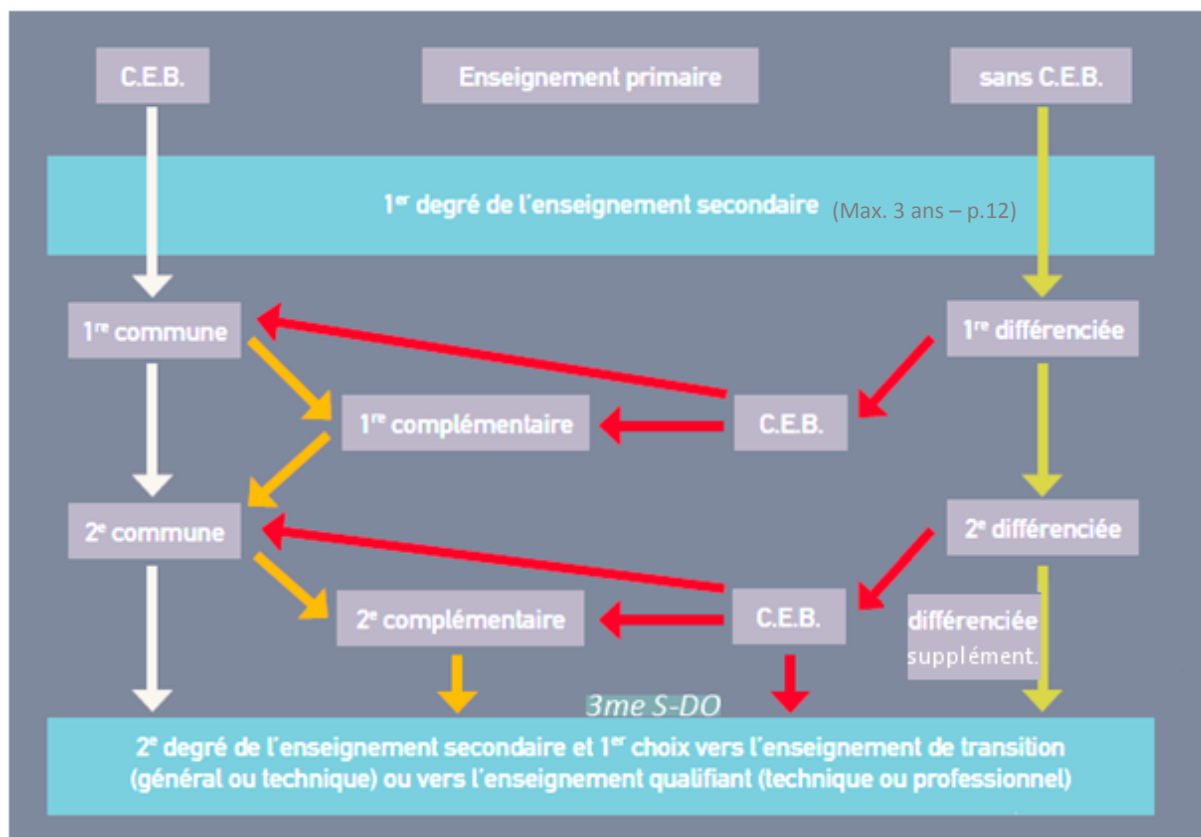 C.E.B.
Enseignement primaire
sans C.E.B.
1er degré de l'enseignement secondaire (Max. 3 ans – p.12)
1re commune
1re différenciée
1re complémentaire
C.E.B.
2e commune
2e différenciée
2e complémentaire
C.E.B.
différenciée
supplément.
3me S-DO
2e degré de l'enseignement secondaire et 1er choix vers l'enseignement de transition
(général ou technique) ou vers l'enseignement qualifiant (technique ou professionnel)